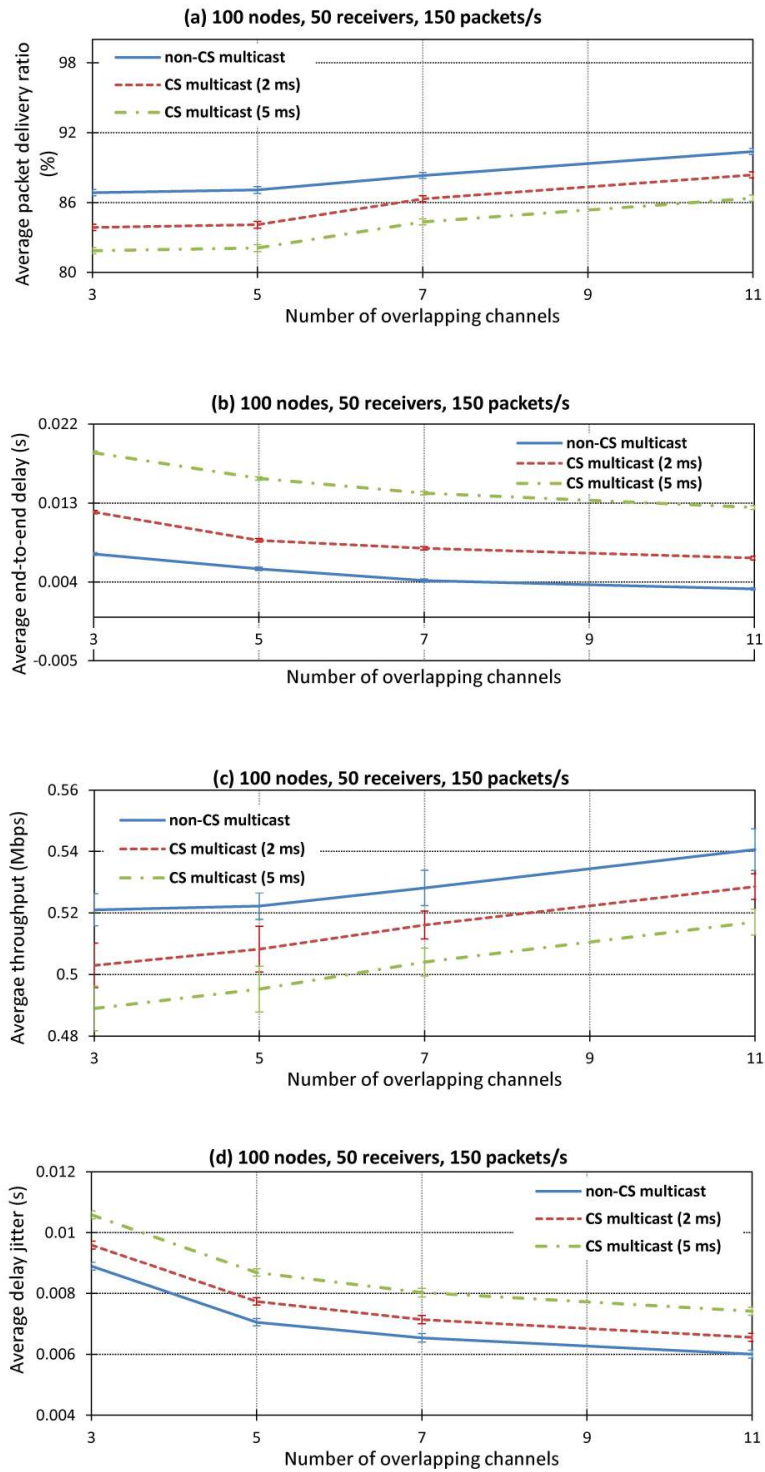 (a) 100 nodes, 50 receivers, 150 packets/s
98
92
86
80
Average packet delivery ratio
(%)
non-CS multicast
CS multicast (2 ms)
CS multicast (5 ms)
3 5 7 9 11
Number of overlapping channels
(b) 100 nodes, 50 receivers, 150 packets/s
0.022
0.013
0.004
-0.005
Average end-to-end delay (s)
non-CS multicast
CS multicast (2 ms)
CS multicast (5 ms)
3 5 7 9 11
Number of overlapping channels
(c) 100 nodes, 50 receivers, 150 packets/s
0.56
0.54
0.52
0.5
0.48
Avergae throughput (Mbps)
non-CS multicast
CS multicast (2 ms)
CS multicast (5 ms)
3 5 7 9 11
Number of overlapping channels
(d) 100 nodes, 50 receivers, 150 packets/s
0.012
0.01
0.008
0.006
0.004
Average delay jitter (s)
non-CS multicast
CS multicast (2 ms)
CS multicast (5 ms)
3 5 7 9 11
Number of overlapping channels